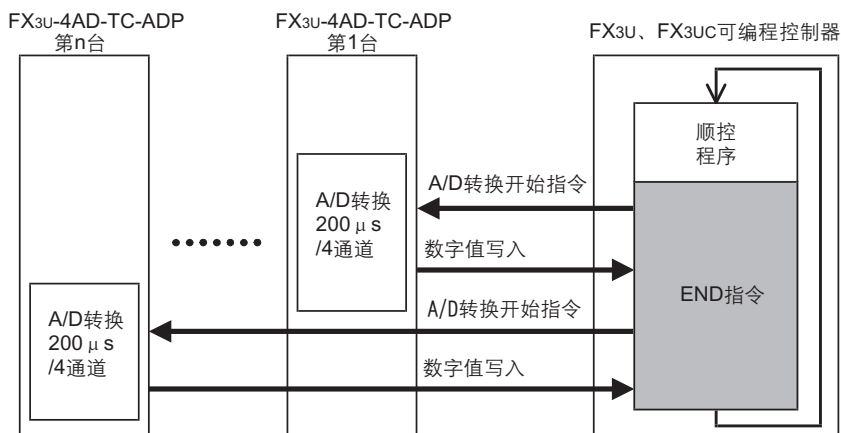 FX3U-4AD-TC-ADP
第n台
FX3U-4AD-TC-ADP
第1台
FX3U、FX3UC可编程控制器
顺控
程序
A/D转换开始指令
A/D转换
200μs
/4通道
数字值写入
END指令
A/D转换开始指令
A/D转换
200μs
/4通道
数字值写入